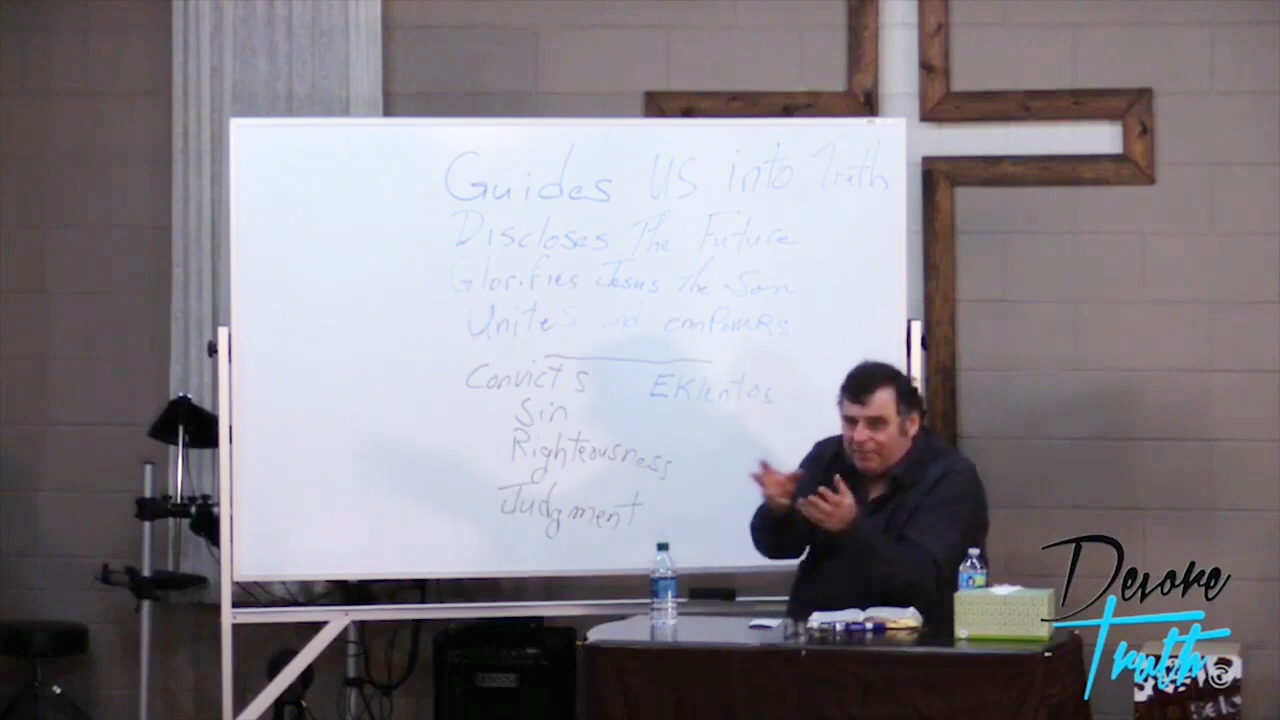 Guides US into Truth
Discloses The Future
Glorifies Jesus The Son
Unites and emPowers
Convicts EKlentos
Sin
Righteousness
Judgment
Desore
Truth ©